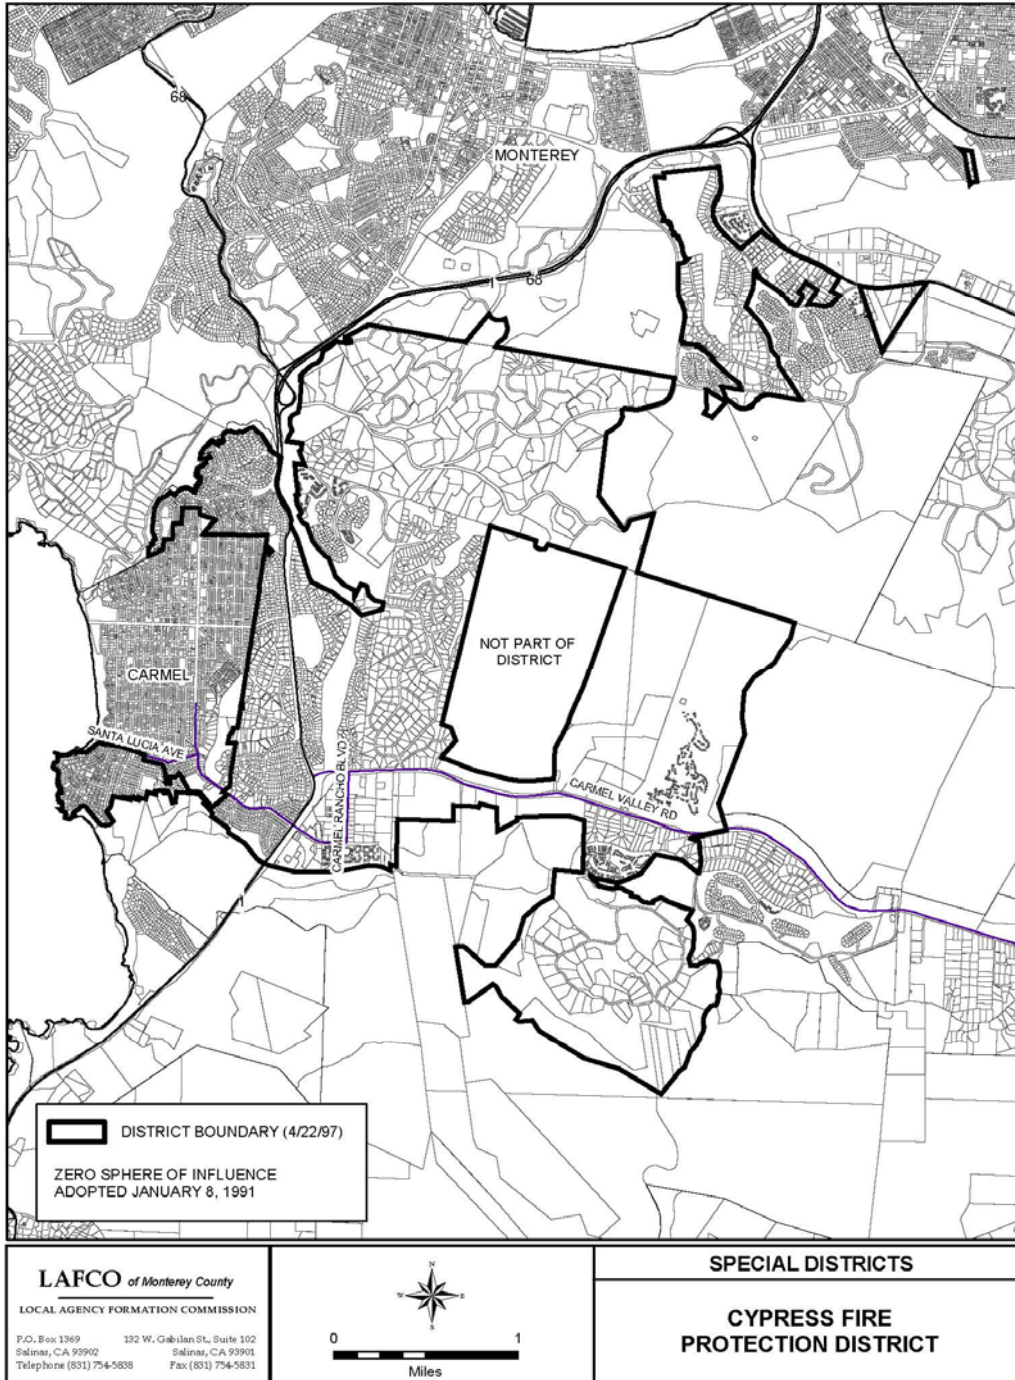 68
MONTEREY
1
68
NOT PART OF
DISTRICT
CARMEL
SANTA LUCIA AVE
CARMEL RANCHO BLVD
CARMEL VALLEY RD
1
DISTRICT BOUNDARY (4/22/97)
ZERO SPHERE OF INFLUENCE
ADOPTED JANUARY 8, 1991
LAFCO of Monterey County
LOCAL AGENCY FORMATION COMMISSION
P.O. Box 1369 132 W. Gabilan St., Suite 102
Salinas, CA 93902 Salinas, CA 93901
Telephone (831) 754-5838 Fax (831) 754-5831
N
W E
S
0 1
Miles
SPECIAL DISTRICTS
CYPRESS FIRE
PROTECTION DISTRICT